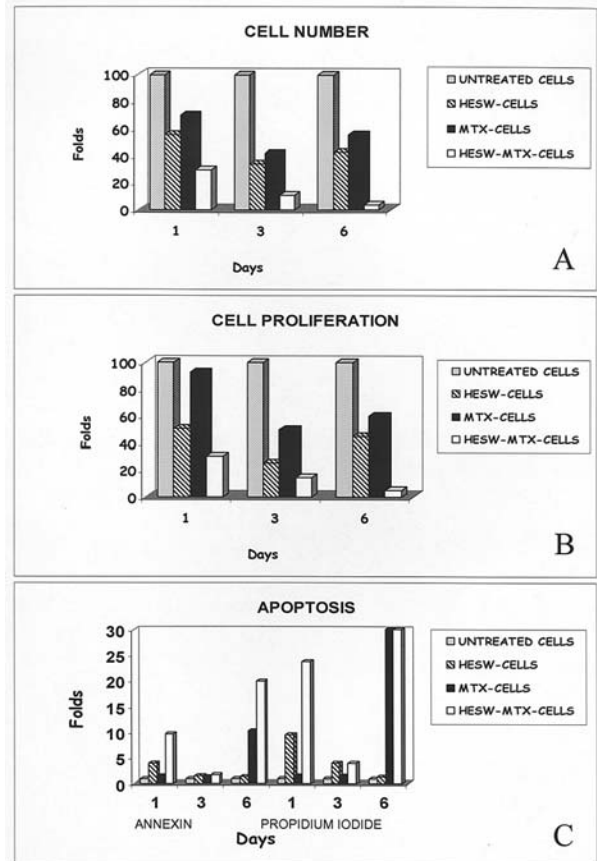 CELL NUMBER
100
80
60
40
20
0
Folds
1 3 6
Days
UNTREATED CELLS
HESW-CELLS
MTX-CELLS
HESW-MTX-CELLS
A
CELL PROLIFERATION
100
80
60
40
20
0
Folds
1 3 6
Days
UNTREATED CELLS
HESW-CELLS
MTX-CELLS
HESW-MTX-CELLS
B
APOPTOSIS
30
25
20
15
10
5
0
Folds
1 3 6 1 3 6
ANNEXIN PROPIDIUM IODIDE
Days
UNTREATED CELLS
HESW-CELLS
MTX-CELLS
HESW-MTX-CELLS
C